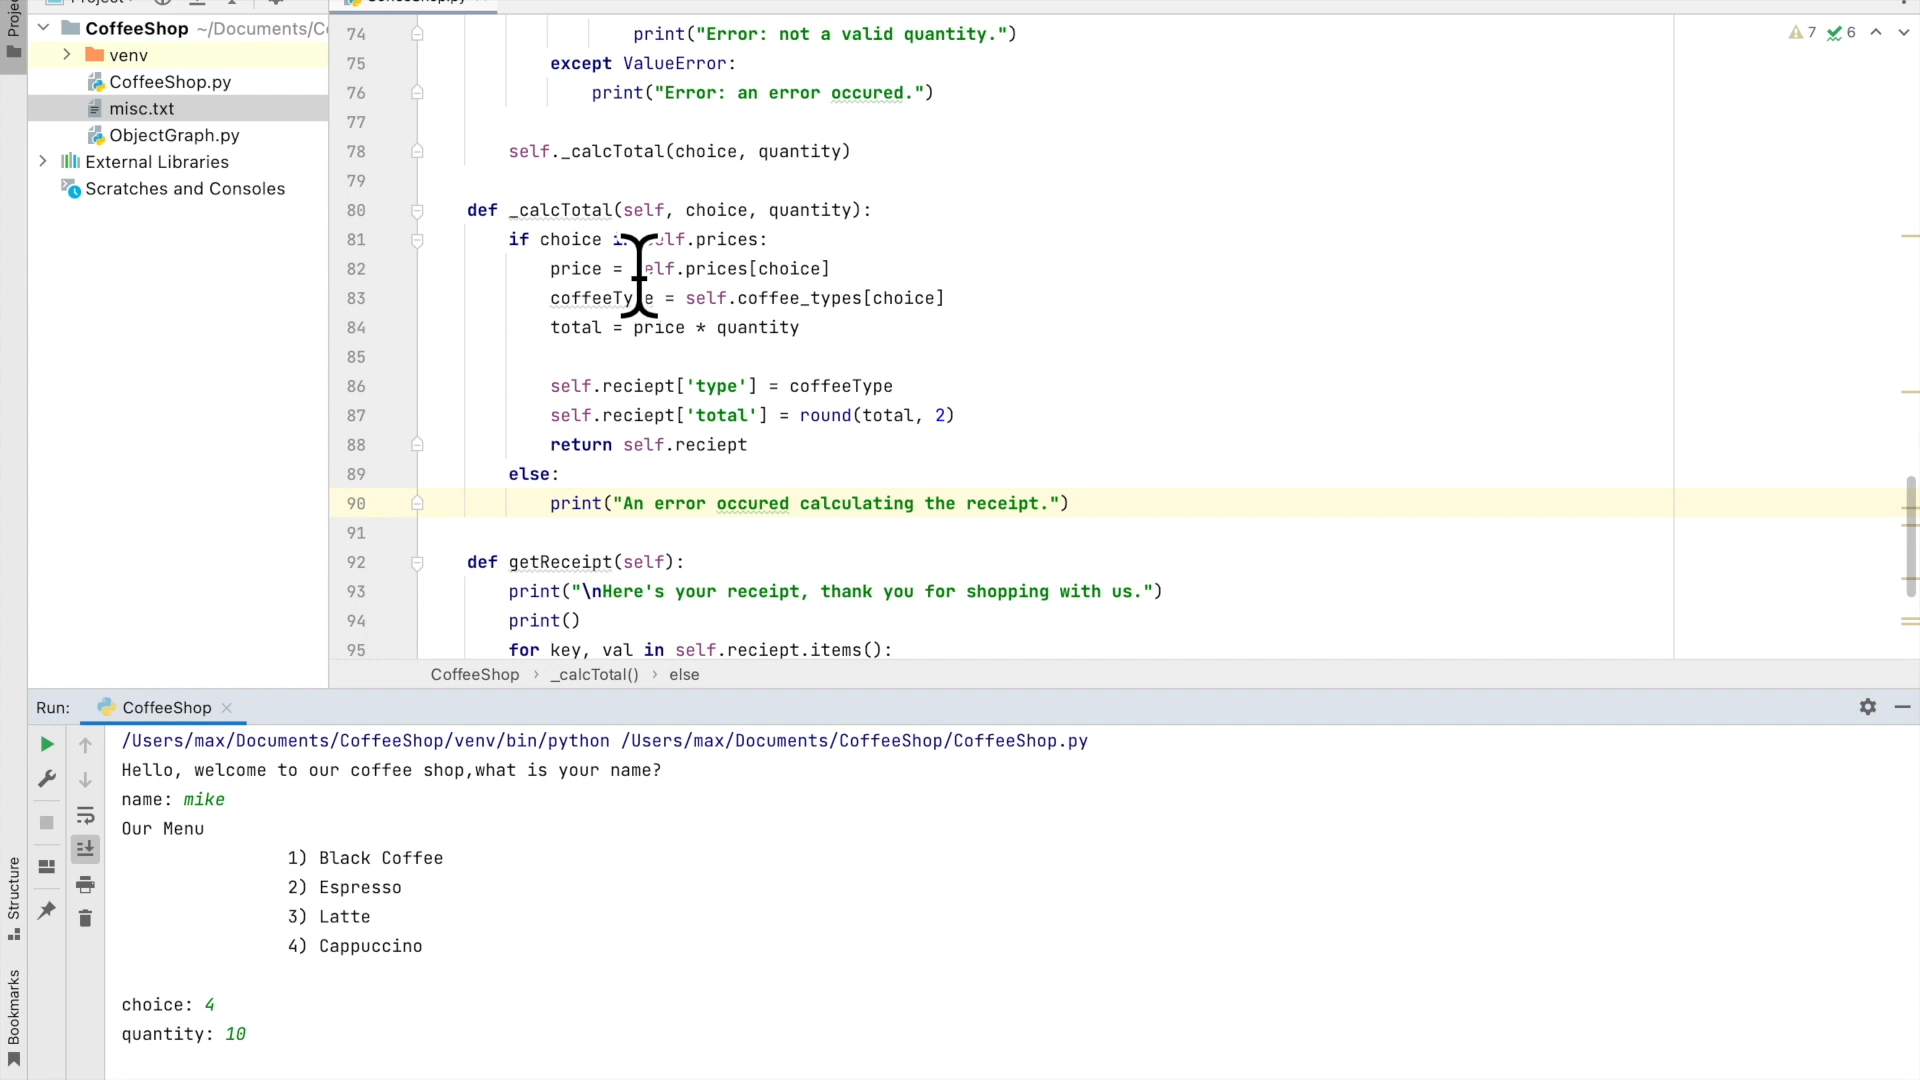 Project
CoffeeShop ~/Documents/C
venv
CoffeeShop.py
misc.txt
ObjectGraph.py
External Libraries
Scratches and Consoles
Structure
Bookmarks
CoffeeShop.py
7 6
74 print("Error: not a valid quantity.")
75 except ValueError:
76 print("Error: an error occured.")
77
78 self._calcTotal(choice, quantity)
79
80 def _calcTotal(self, choice, quantity):
81 if choice in self.prices:
82 price = self.prices[choice]
83 coffeeType = self.coffee_types[choice]
84 total = price * quantity
85
86 self.reciept['type'] = coffeeType
87 self.reciept['total'] = round(total, 2)
88 return self.reciept
89 else:
90 print("An error occured calculating the receipt.")
91
92 def getReceipt(self):
93 print("\nHere's your receipt, thank you for shopping with us.")
94 print()
95 for key, val in self.reciept.items():
CoffeeShop › _calcTotal() › else
Run: CoffeeShop
/Users/max/Documents/CoffeeShop/venv/bin/python /Users/max/Documents/CoffeeShop/CoffeeShop.py
Hello, welcome to our coffee shop,what is your name?
name: mike
Our Menu
1) Black Coffee
2) Espresso
3) Latte
4) Cappuccino
choice: 4
quantity: 10